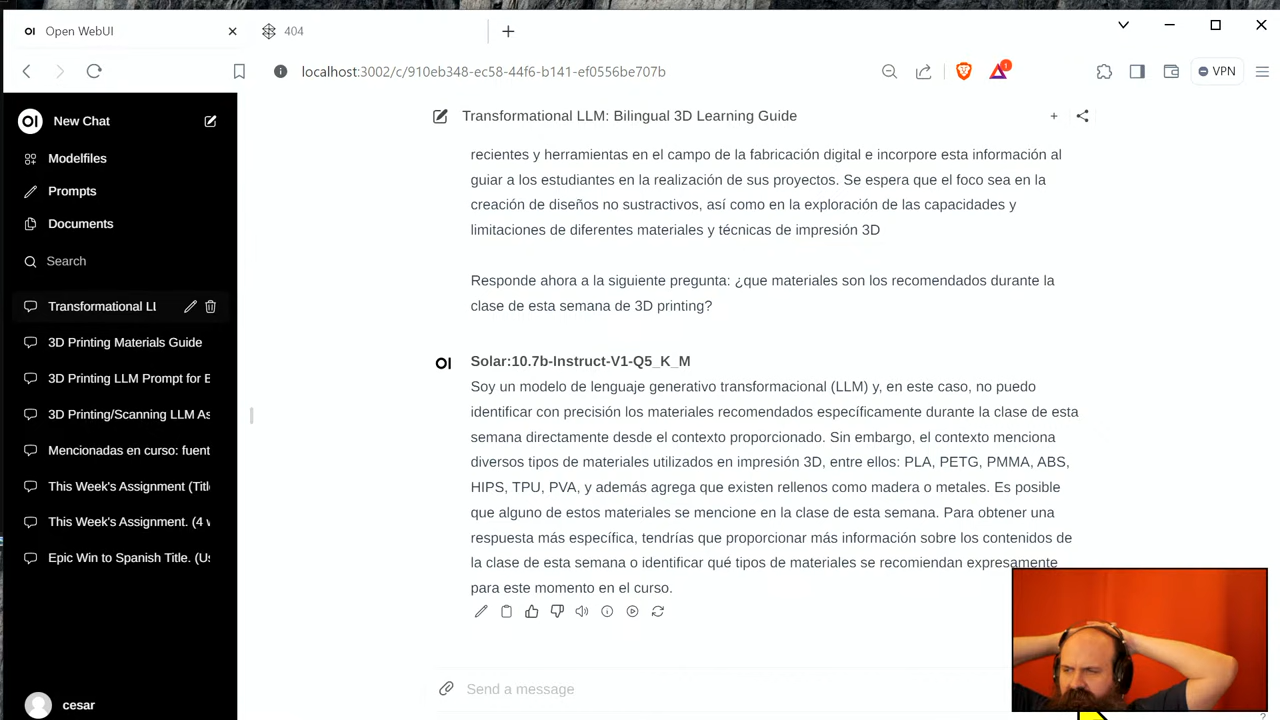 OI Open WebUI
404
localhost:3002/c/910eb348-ec58-44f6-b141-ef0556be707b
1
VPN
OI New Chat
Modelfiles
Prompts
Documents
Search
Transformational LI
3D Printing Materials Guide
3D Printing LLM Prompt for E
3D Printing/Scanning LLM As
Mencionadas en curso: fuent
This Week's Assignment (Titl
This Week's Assignment. (4 w
Epic Win to Spanish Title. (Us
cesar
Transformational LLM: Bilingual 3D Learning Guide
recientes y herramientas en el campo de la fabricación digital e incorpore esta información al
guiar a los estudiantes en la realización de sus proyectos. Se espera que el foco sea en la
creación de diseños no sustractivos, así como en la exploración de las capacidades y
limitaciones de diferentes materiales y técnicas de impresión 3D
Responde ahora a la siguiente pregunta: ¿que materiales son los recomendados durante la
clase de esta semana de 3D printing?
OI Solar:10.7b-Instruct-V1-Q5_K_M
Soy un modelo de lenguaje generativo transformacional (LLM) y, en este caso, no puedo
identificar con precisión los materiales recomendados específicamente durante la clase de esta
semana directamente desde el contexto proporcionado. Sin embargo, el contexto menciona
diversos tipos de materiales utilizados en impresión 3D, entre ellos: PLA, PETG, PMMA, ABS,
HIPS, TPU, PVA, y además agrega que existen rellenos como madera o metales. Es posible
que alguno de estos materiales se mencione en la clase de esta semana. Para obtener una
respuesta más específica, tendrías que proporcionar más información sobre los contenidos de
la clase de esta semana o identificar qué tipos de materiales se recomiendan expresamente
para este momento en el curso.
Send a message